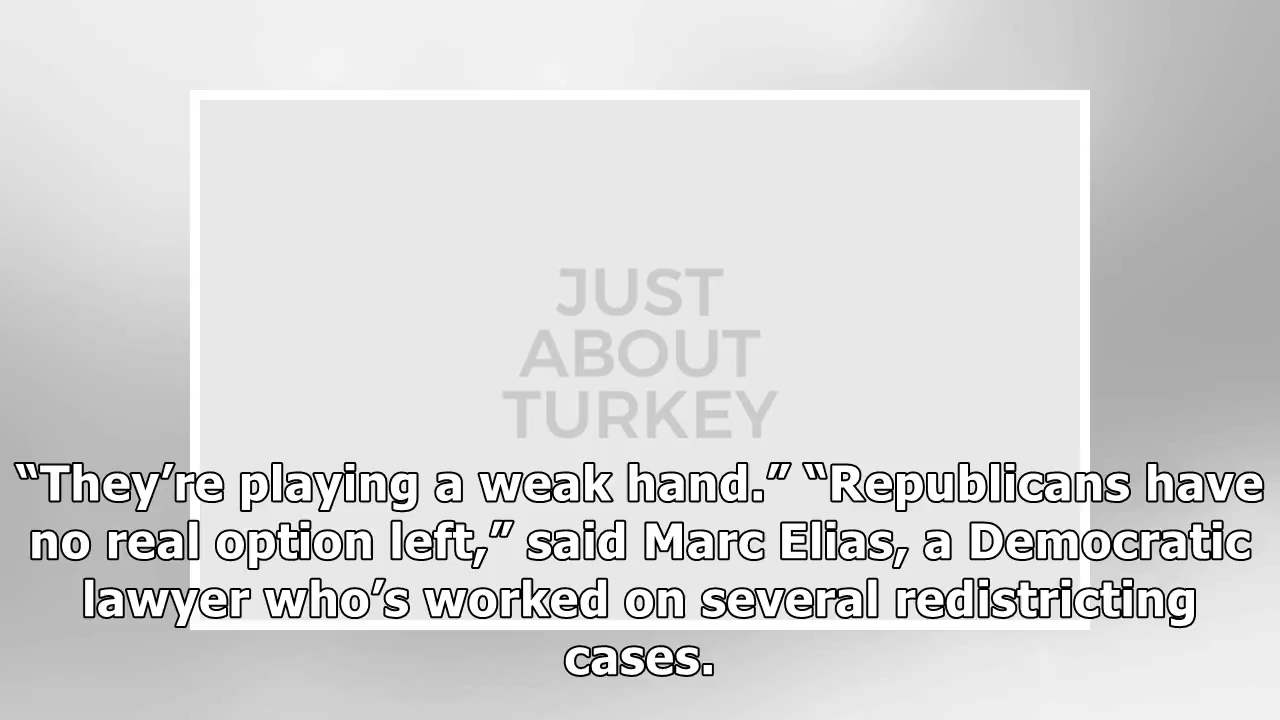 JUST
ABOUT
TURKEY
“They’re playing a weak hand.” “Republicans have
no real option left,” said Marc Elias, a Democratic
lawyer who’s worked on several redistricting
cases.